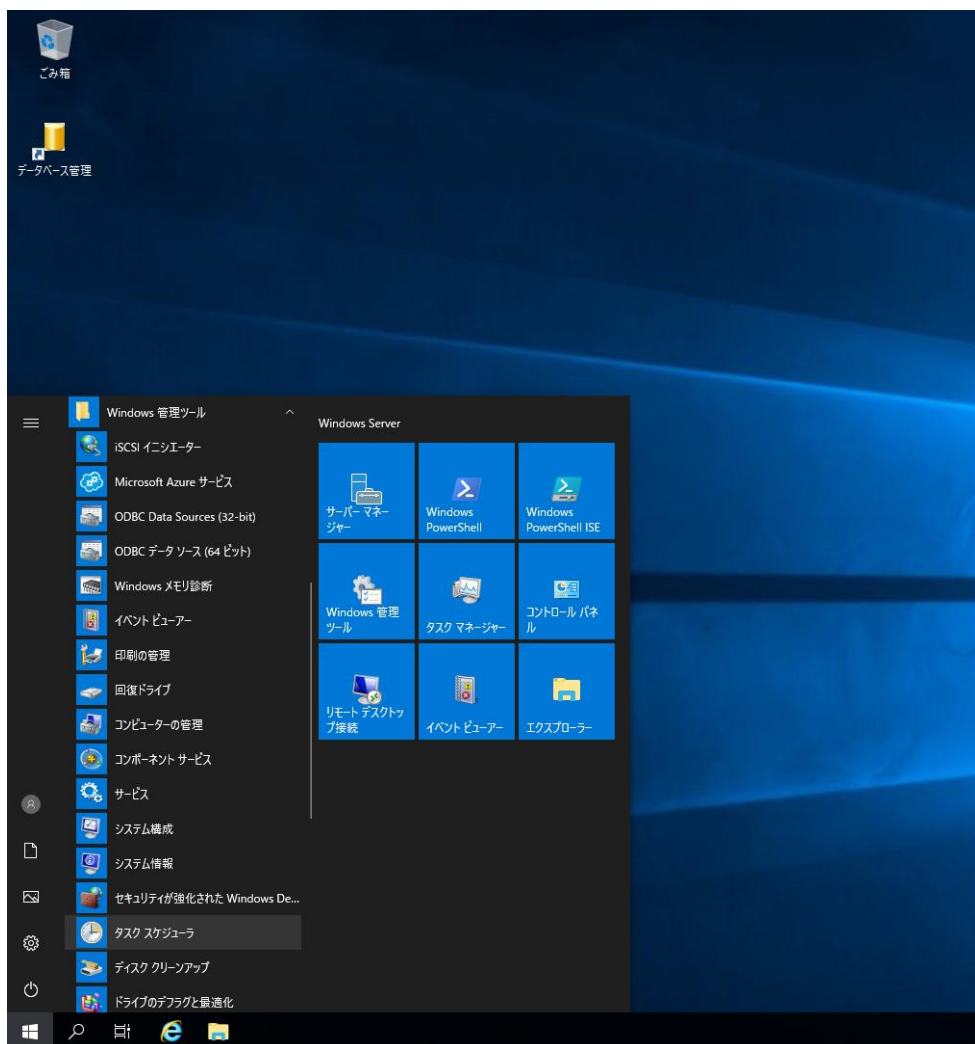 ごみ箱
データベース管理
Windows 管理ツール
iSCSI イニシエーター
Microsoft Azure サービス
ODBC Data Sources (32-bit)
ODBC データ ソース (64 ビット)
Windows メモリ診断
イベント ビューアー
印刷の管理
回復ドライブ
コンピューターの管理
コンポーネント サービス
サービス
システム構成
システム情報
セキュリティが強化された Windows De...
タスク スケジューラ
ディスク クリーンアップ
ドライブのデフラグと最適化
Windows Server
サーバー マネー
ジャー
Windows
PowerShell
Windows
PowerShell ISE
Windows 管理
ツール
タスク マネージャー
コントロール パネ
ル
リモート デスクトッ
プ接続
イベント ビューアー
エクスプローラー